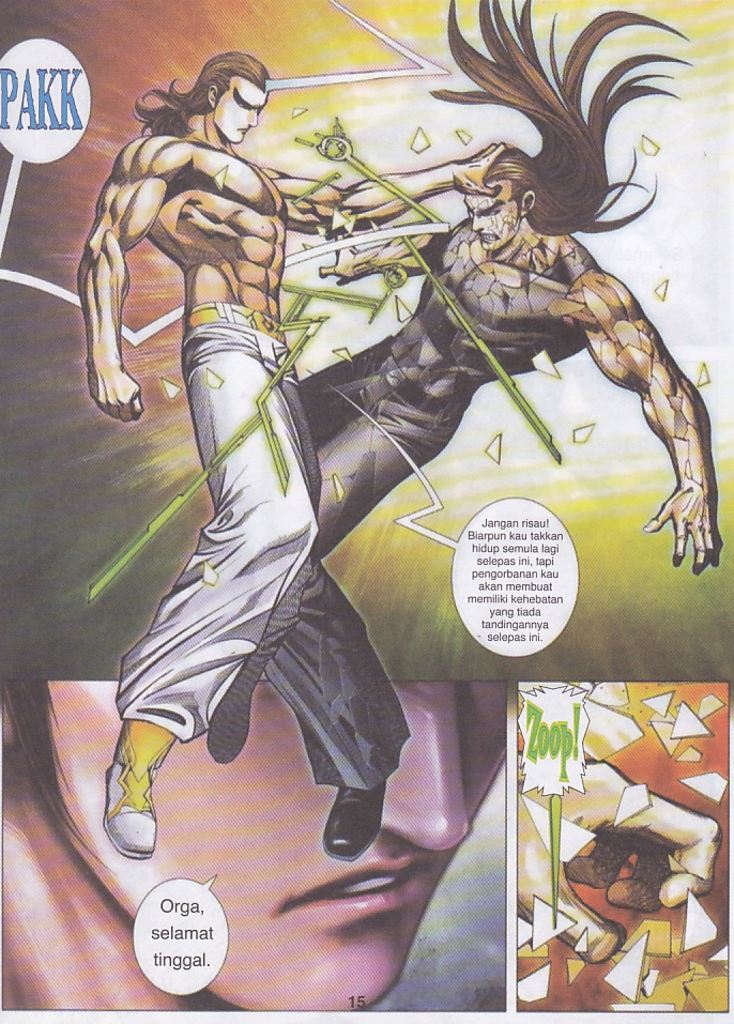 PAKK
Jangan risau!
Biarpun kau takkan
hidup semula lagi
selepas ini, tapi
pengorbanan kau
akan membuat
memiliki kehebatan
yang tiada
tandingannya
selepas ini.
Zoop!
Orga,
selamat
tinggal.
15